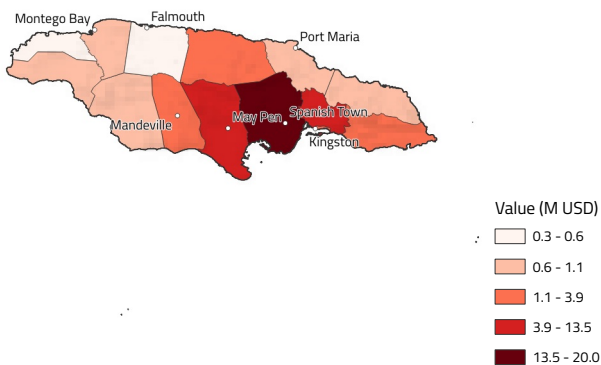 Montego Bay
Falmouth
Port Maria
Mandeville
May Pen
Spanish Town
Kingston
Value (M USD)
0.3 - 0.6
0.6 - 1.1
1.1 - 3.9
3.9 - 13.5
13.5 - 20.0